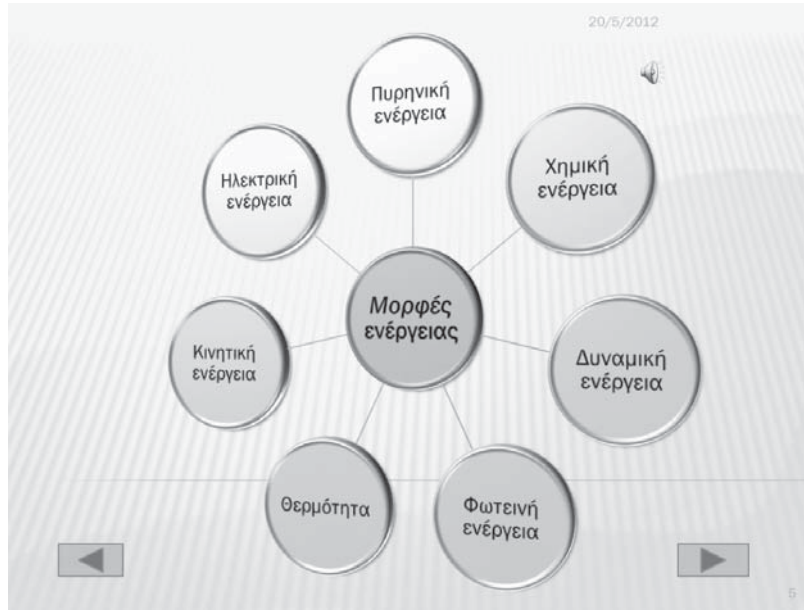 20/5/2012
Πυρηνική
ενέργεια
Χημική
ενέργεια
Ηλεκτρική
ενέργεια
Μορφές
ενέργειας
Κινητική
ενέργεια
Δυναμική
ενέργεια
Θερμότητα
Φωτεινή
ενέργεια
5